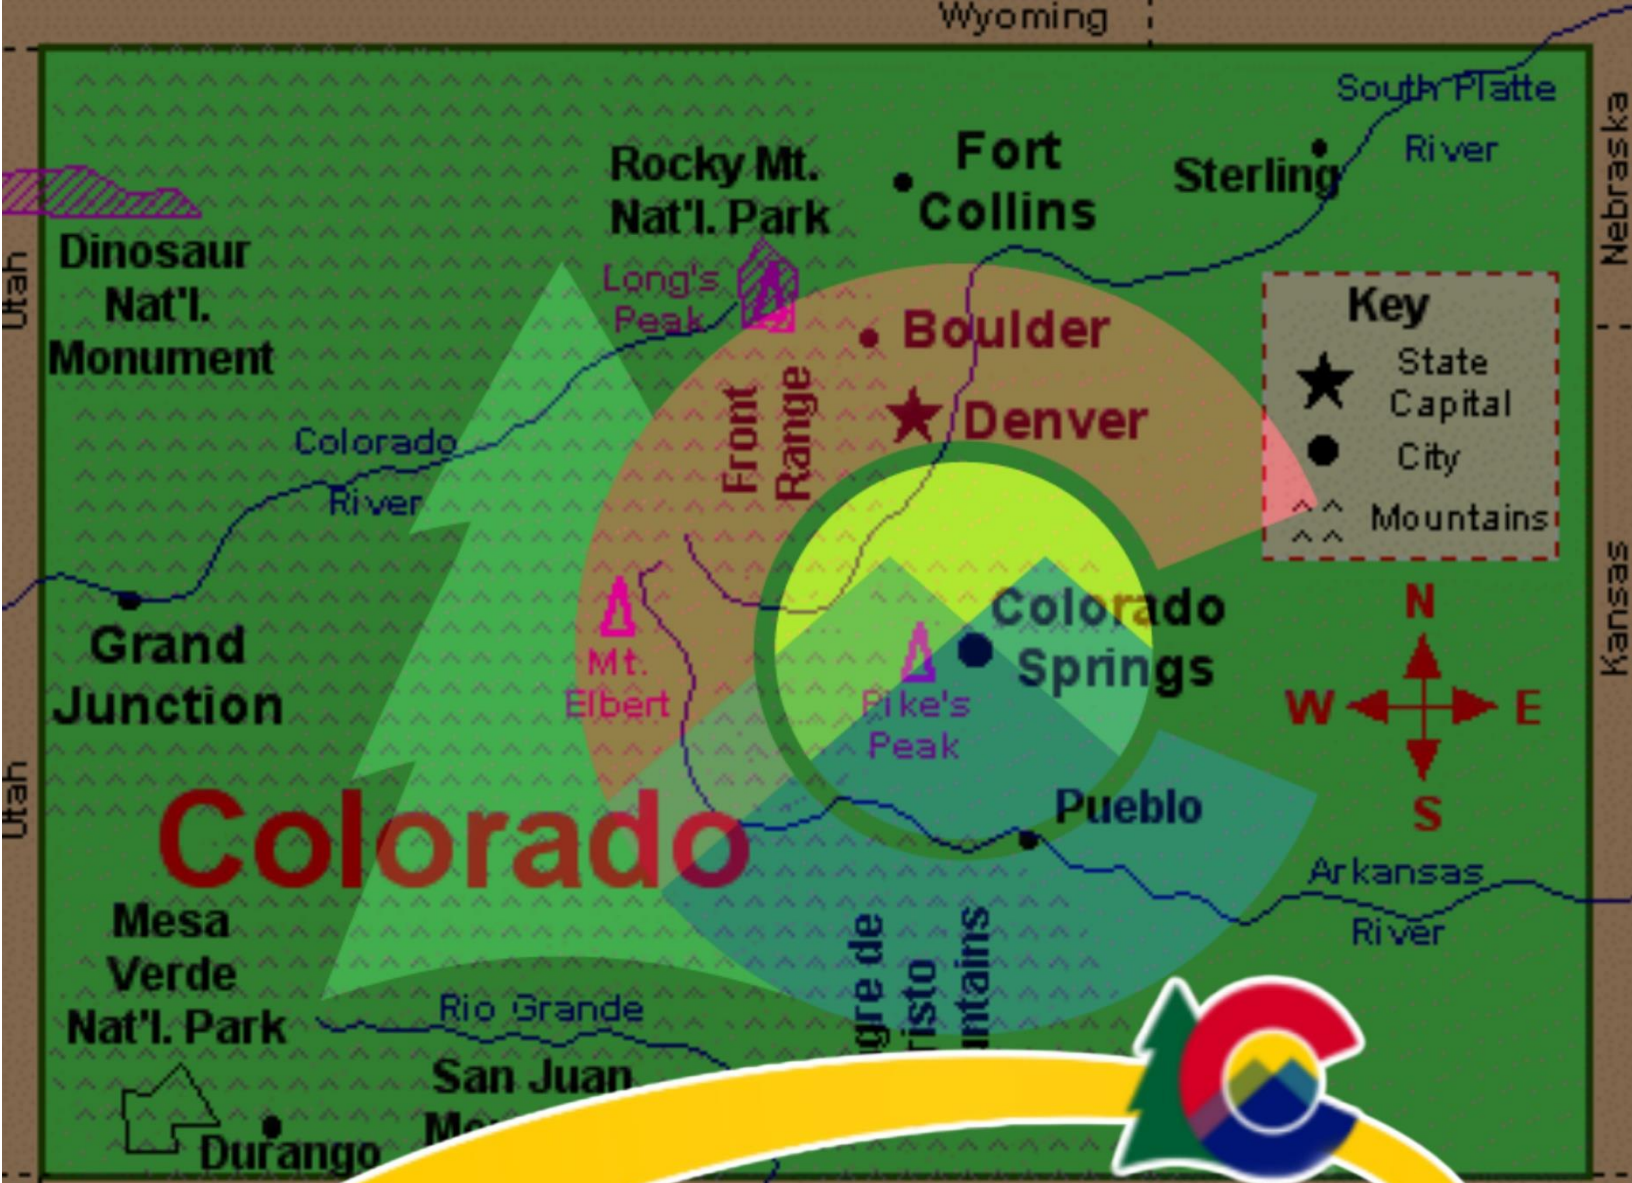 Wyoming
South Platte
River
Nebraska
Utah
Rocky Mt.
Nat'l. Park
Fort
Collins
Sterling
Dinosaur
Nat'l.
Monument
Long's
Peak
Boulder
Key
State
Capital
City
Mountains
Front
Range
Denver
Colorado
River
Kansas
Colorado
Springs
N
W E
S
Grand
Junction
Mt.
Elbert
Pike's
Peak
Utah
Colorado
Pueblo
Arkansas
River
Mesa
Verde
Nat'l. Park
Rio Grande
San Juan
Durango